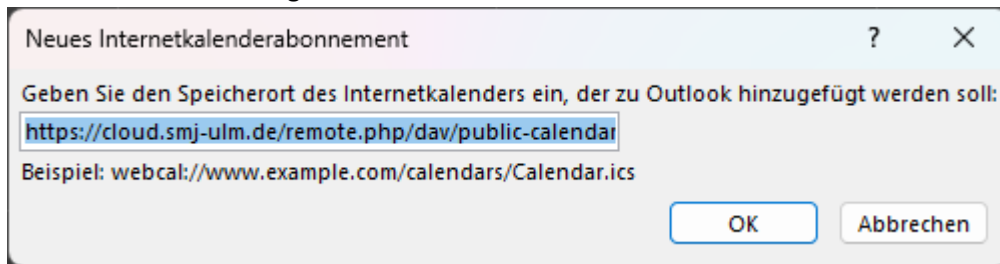 Neues Internetkalenderabonnement ?
Geben Sie den Speicherort des Internetkalenders ein, der zu Outlook hinzugefügt werden soll:
https://cloud.smj-ulm.de/remote.php/dav/public-calendar
Beispiel: webcal://www.example.com/calendars/Calendar.ics
OK Abbrechen